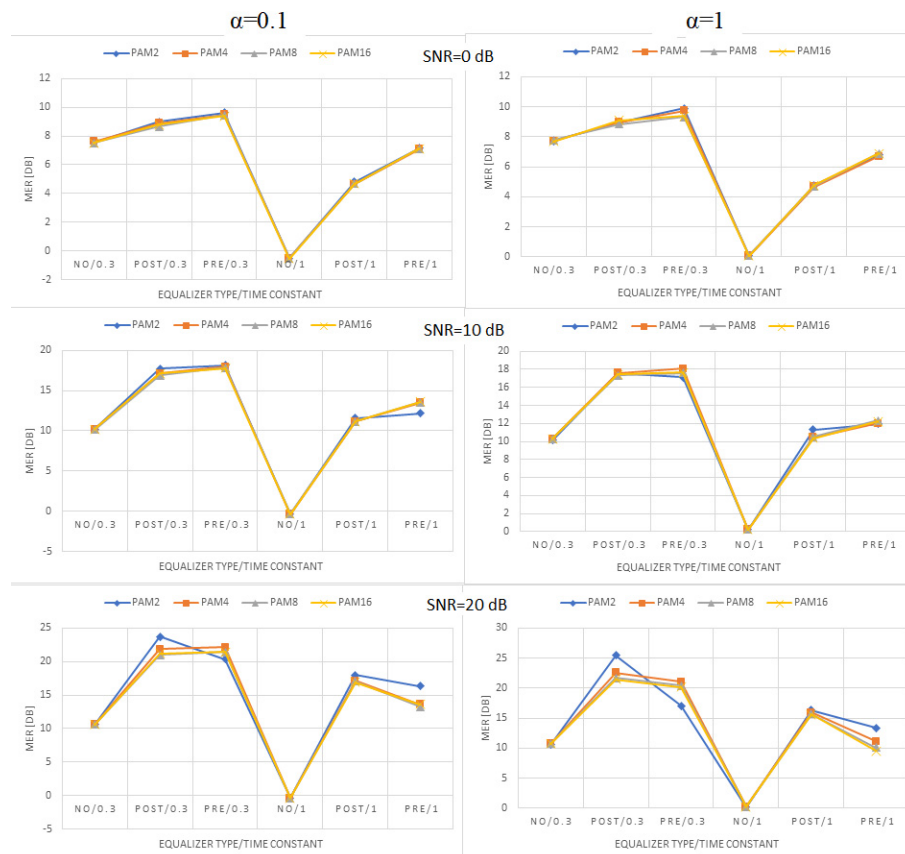 α=0.1
α=1
PAM2 PAM4 PAM8 PAM16
SNR=0 dB
PAM2 PAM4 PAM8 PAM16
12
10
8
6
4
2
0
-2
MER [DB]
NO/0.3 POST/0.3 PRE/0.3 NO/1 POST/1 PRE/1
EQUALIZER TYPE/TIME CONSTANT
12
10
8
6
4
2
0
MER [DB]
NO/0.3 POST/0.3 PRE/0.3 NO/1 POST/1 PRE/1
EQUALIZER TYPE/TIME CONSTANT
PAM2 PAM4 PAM8 PAM16
SNR=10 dB
PAM2 PAM4 PAM8 PAM16
20
15
10
5
0
-5
MER [DB]
NO/0.3 POST/0.3 PRE/0.3 NO/1 POST/1 PRE/1
EQUALIZER TYPE/TIME CONSTANT
20
18
16
14
12
10
8
6
4
2
0
MER [DB]
NO/0.3 POST/0.3 PRE/0.3 NO/1 POST/1 PRE/1
EQUALIZER TYPE/TIME CONSTANT
PAM2 PAM4 PAM8 PAM16
SNR=20 dB
PAM2 PAM4 PAM8 PAM16
25
20
15
10
5
0
-5
MER [DB]
NO/0.3 POST/0.3 PRE/0.3 NO/1 POST/1 PRE/1
EQUALIZER TYPE/TIME CONSTANT
30
25
20
15
10
5
0
MER [DB]
NO/0.3 POST/0.3 PRE/0.3 NO/1 POST/1 PRE/1
EQUALIZER TYPE/TIME CONSTANT